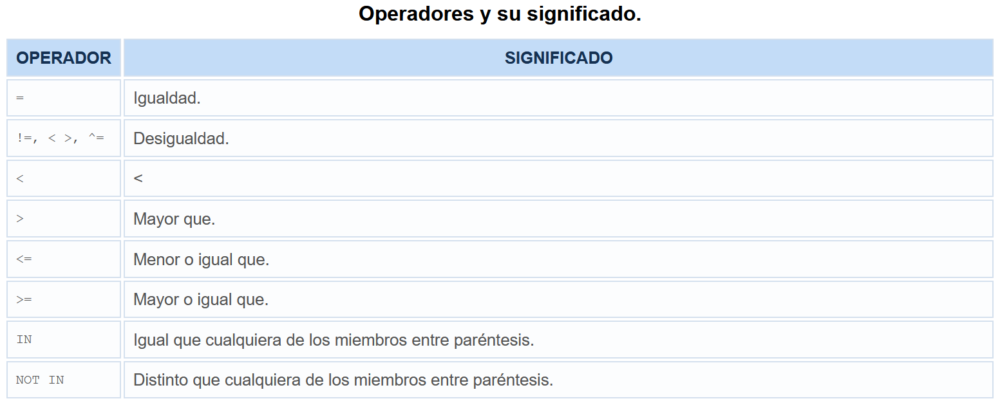 Operadores y su significado.
OPERADOR SIGNIFICADO
= Igualdad.
!=, < >, ^= Desigualdad.
< <
> Mayor que.
<= Menor o igual que.
>= Mayor o igual que.
IN Igual que cualquiera de los miembros entre paréntesis.
NOT IN Distinto que cualquiera de los miembros entre paréntesis.